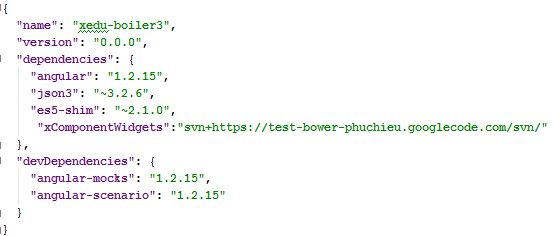 {
"name": "xedu-boiler3",
"version": "0.0.0",
"dependencies": {
"angular": "1.2.15",
"json3": "~3.2.6",
"es5-shim": "~2.1.0",
"xComponentWidgets":"svn+https://test-bower-phuchieu.googlecode.com/svn/"
},
"devDependencies": {
"angular-mocks": "1.2.15",
"angular-scenario": "1.2.15"
}
}